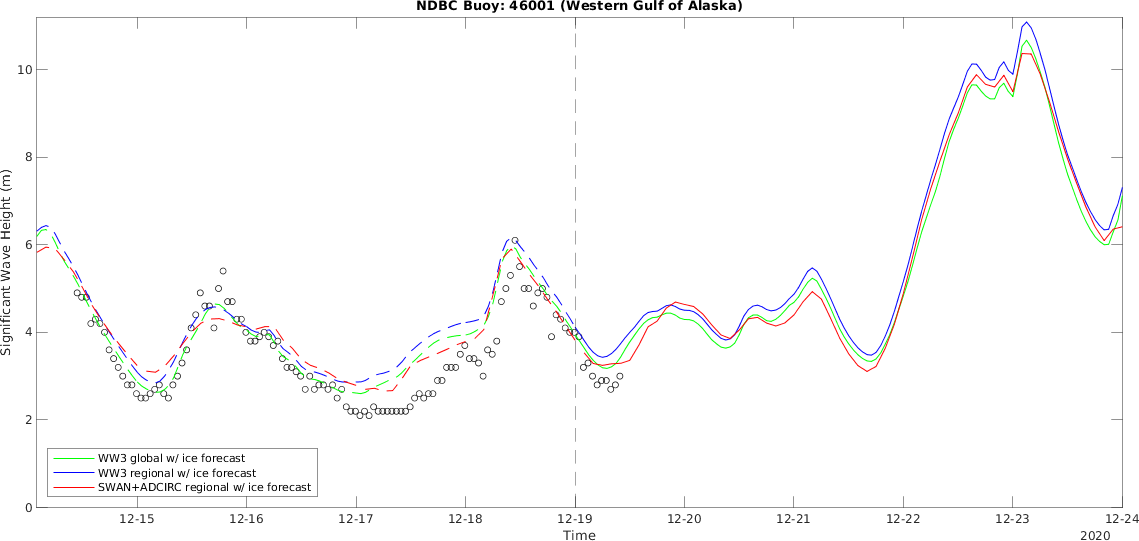 NDBC Buoy: 46001 (Western Gulf of Alaska)
Significant Wave Height (m)
10
8
6
4
2
0
WW3 global w/ ice forecast
WW3 regional w/ ice forecast
SWAN+ADCIRC regional w/ ice forecast
12-15 12-16 12-17 12-18 12-19 12-20 12-21 12-22 12-23 12-24
Time
2020